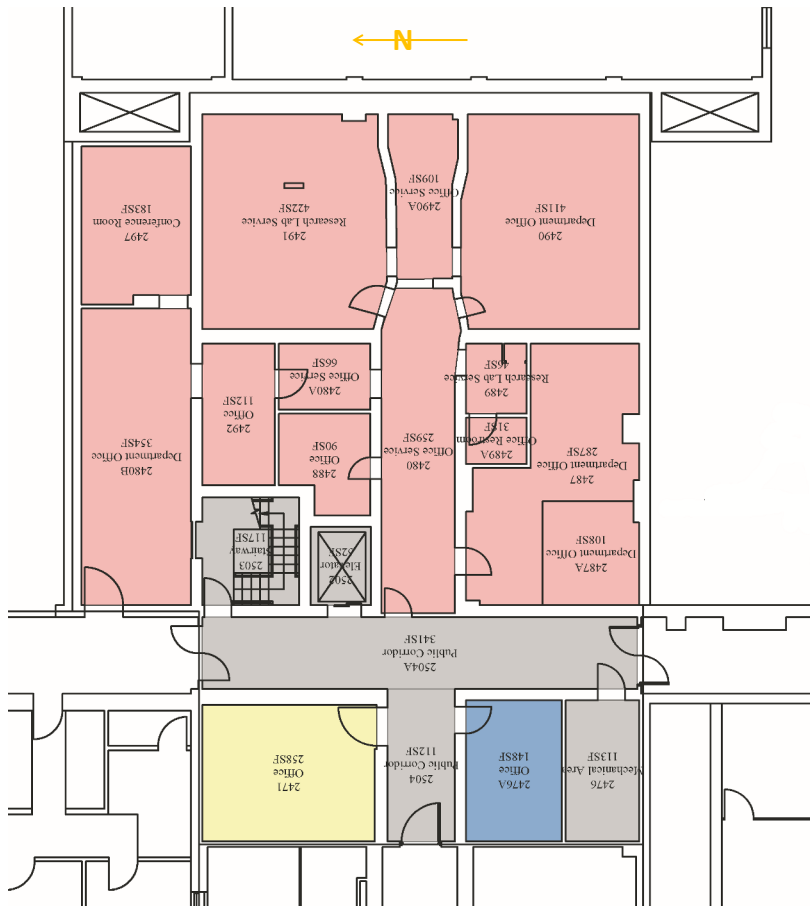 N
2490
Department Office
411SF
2490A
Office Service
109SF
2491
Research Lab Service
422SF
2497
Conference Room
183SF
2489
Research Lab Service
46SF
2480A
Office Service
66SF
2492
Office
112SF
2489A
Office Restroom
31SF
2487
Department Office
287SF
2480
Office Service
259SF
2488
Office
90SF
2480B
Department Office
354SF
2487A
Department Office
108SF
2502
Elevator
52SF
2503
Stairway
117SF
2504A
Public Corridor
341SF
2476
Mechanical Area
113SF
2476A
Office
148SF
2504
Public Corridor
112SF
2471
Office
258SF